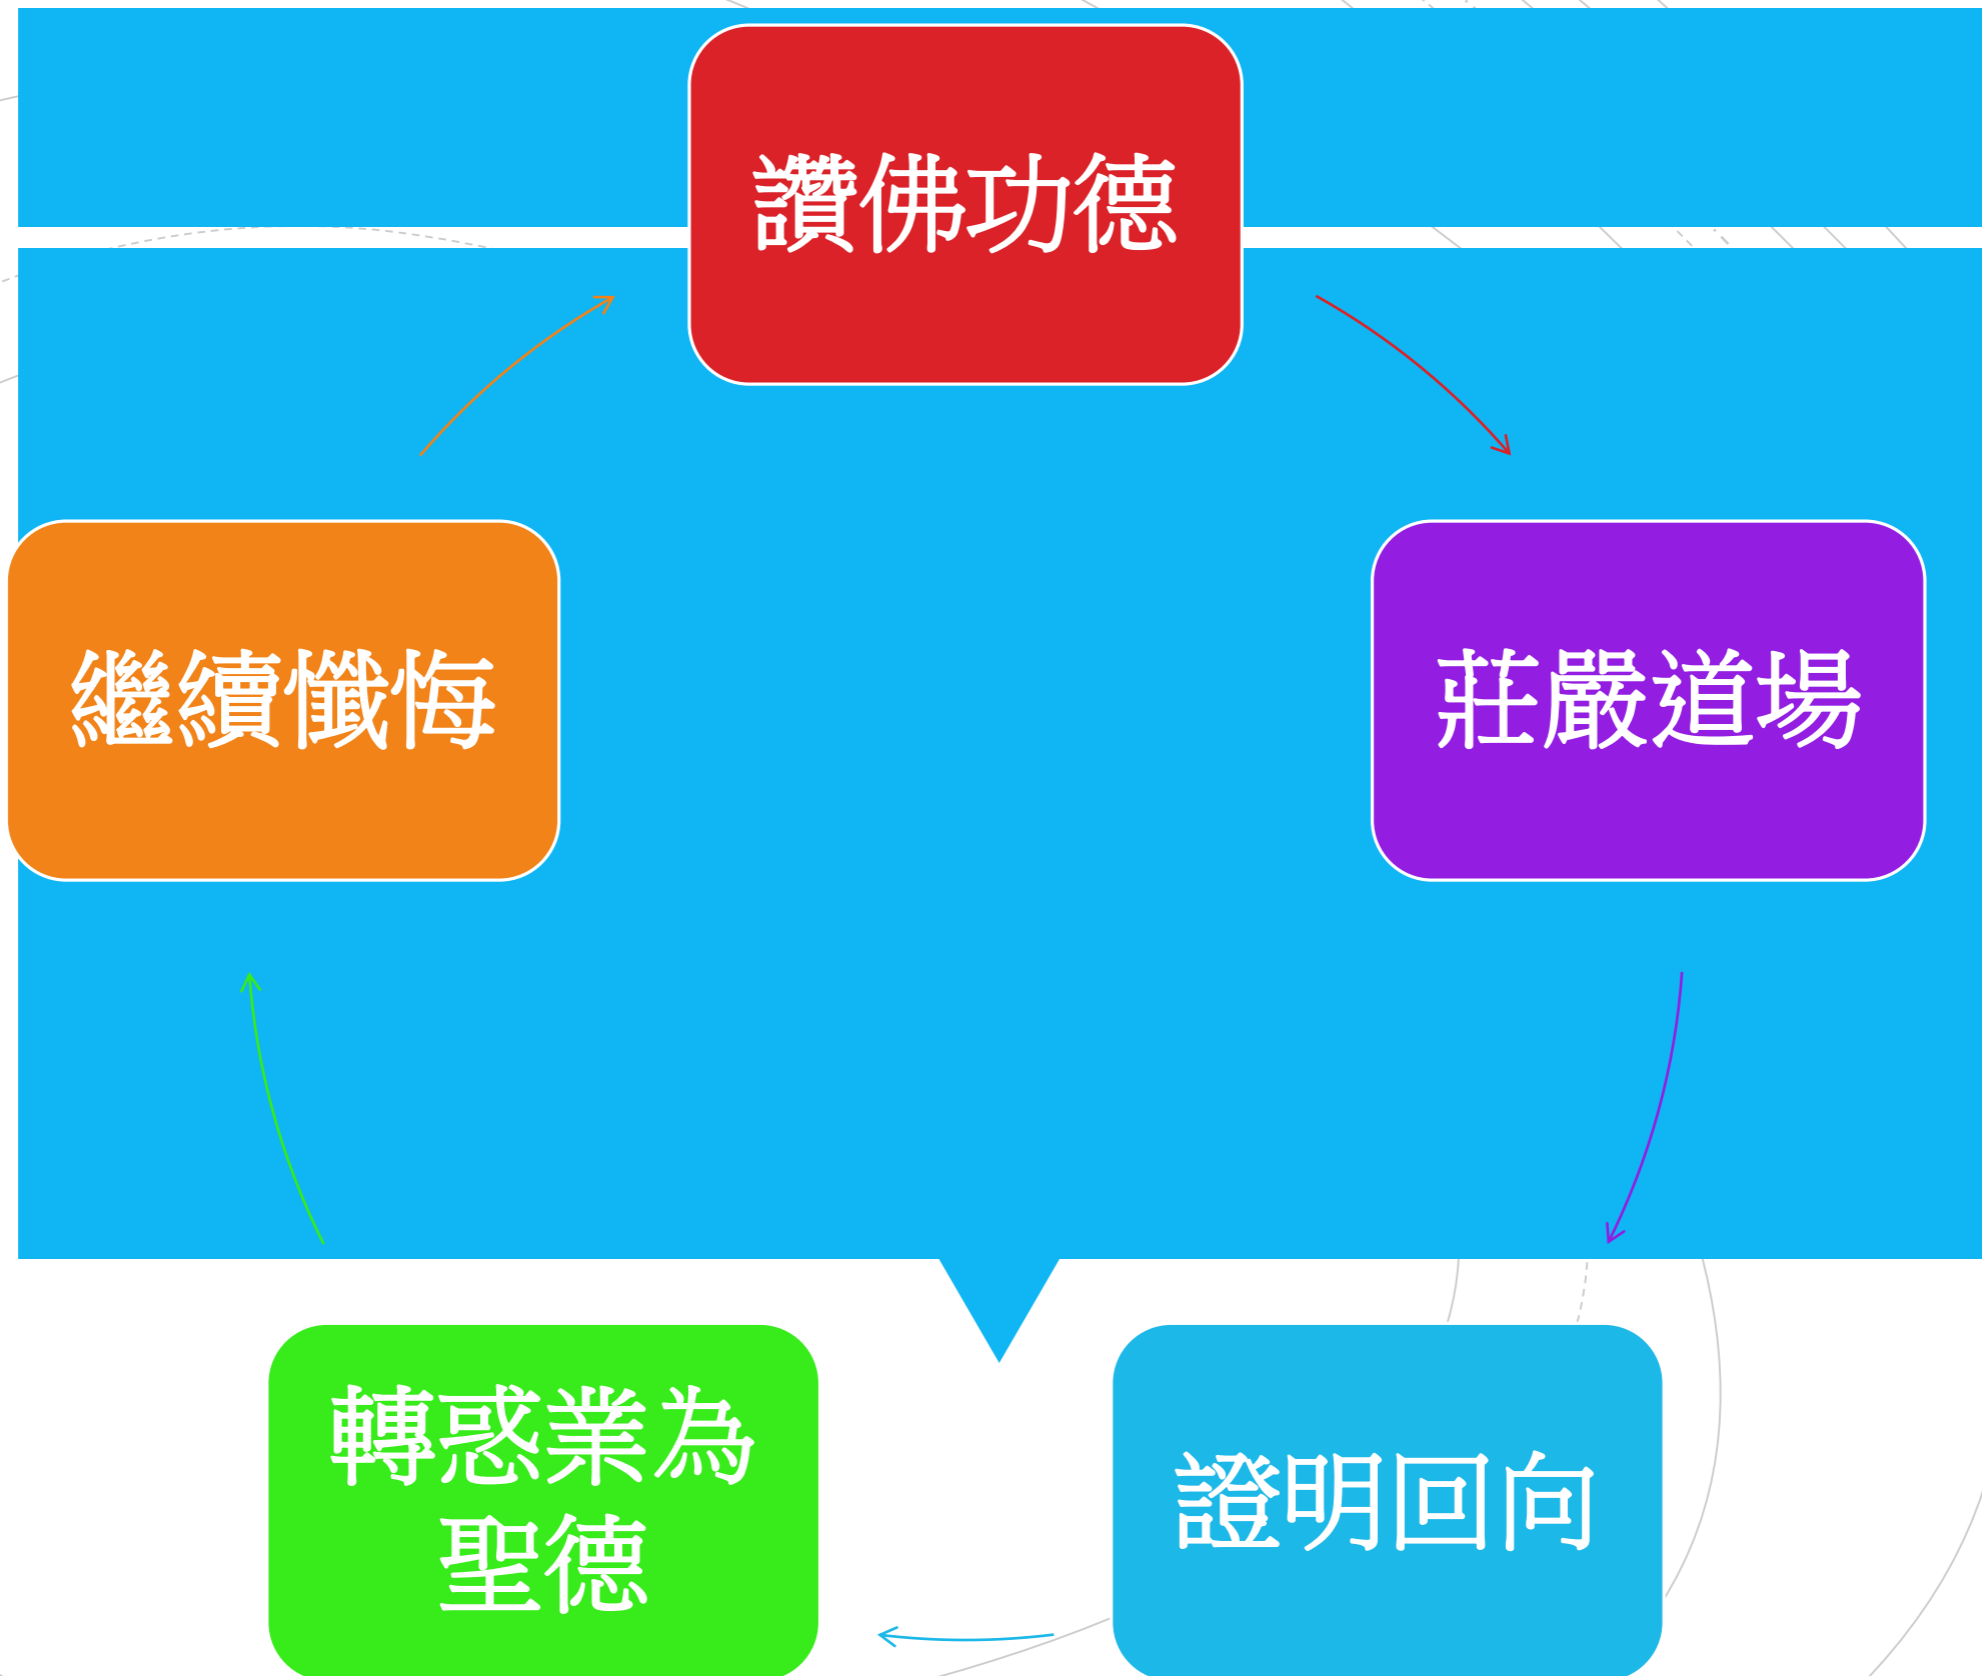 讚佛功德
莊嚴道場
證明回向
轉惑業為
聖德
繼續懺悔